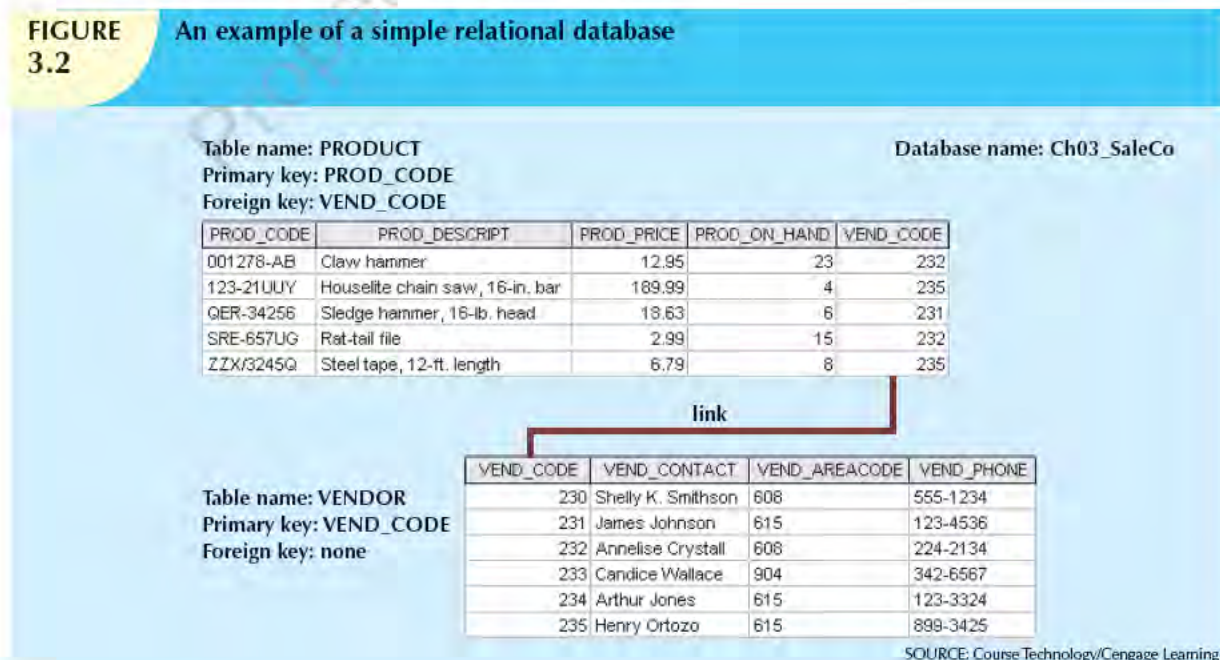 FIGURE
3.2
An example of a simple relational database
Table name: PRODUCT
Primary key: PROD_CODE
Foreign key: VEND_CODE
Database name: Ch03_SaleCo
PROD_CODE PROD_DESCRIPT PROD_PRICE PROD_ON_HAND VEND_CODE
001278-AB Claw hammer 12.95 23 232
123-21UUY Houselite chain saw, 16-in. bar 189.99 4 235
QER-34256 Sledge hammer, 16-lb. head 18.63 6 231
SRE-657UG Rat-tail file 2.99 15 232
ZZX/3245Q Steel tape, 12-ft. length 6.79 8 235
link
Table name: VENDOR
Primary key: VEND_CODE
Foreign key: none
VEND_CODE VEND_CONTACT VEND_AREACODE VEND_PHONE
230 Shelly K. Smithson 608 555-1234
231 James Johnson 615 123-4536
232 Annelise Crystall 608 224-2134
233 Candice Wallace 904 342-6567
234 Arthur Jones 615 123-3324
235 Henry Ortozo 615 899-3425
SOURCE: Course Technology/Cengage Learning